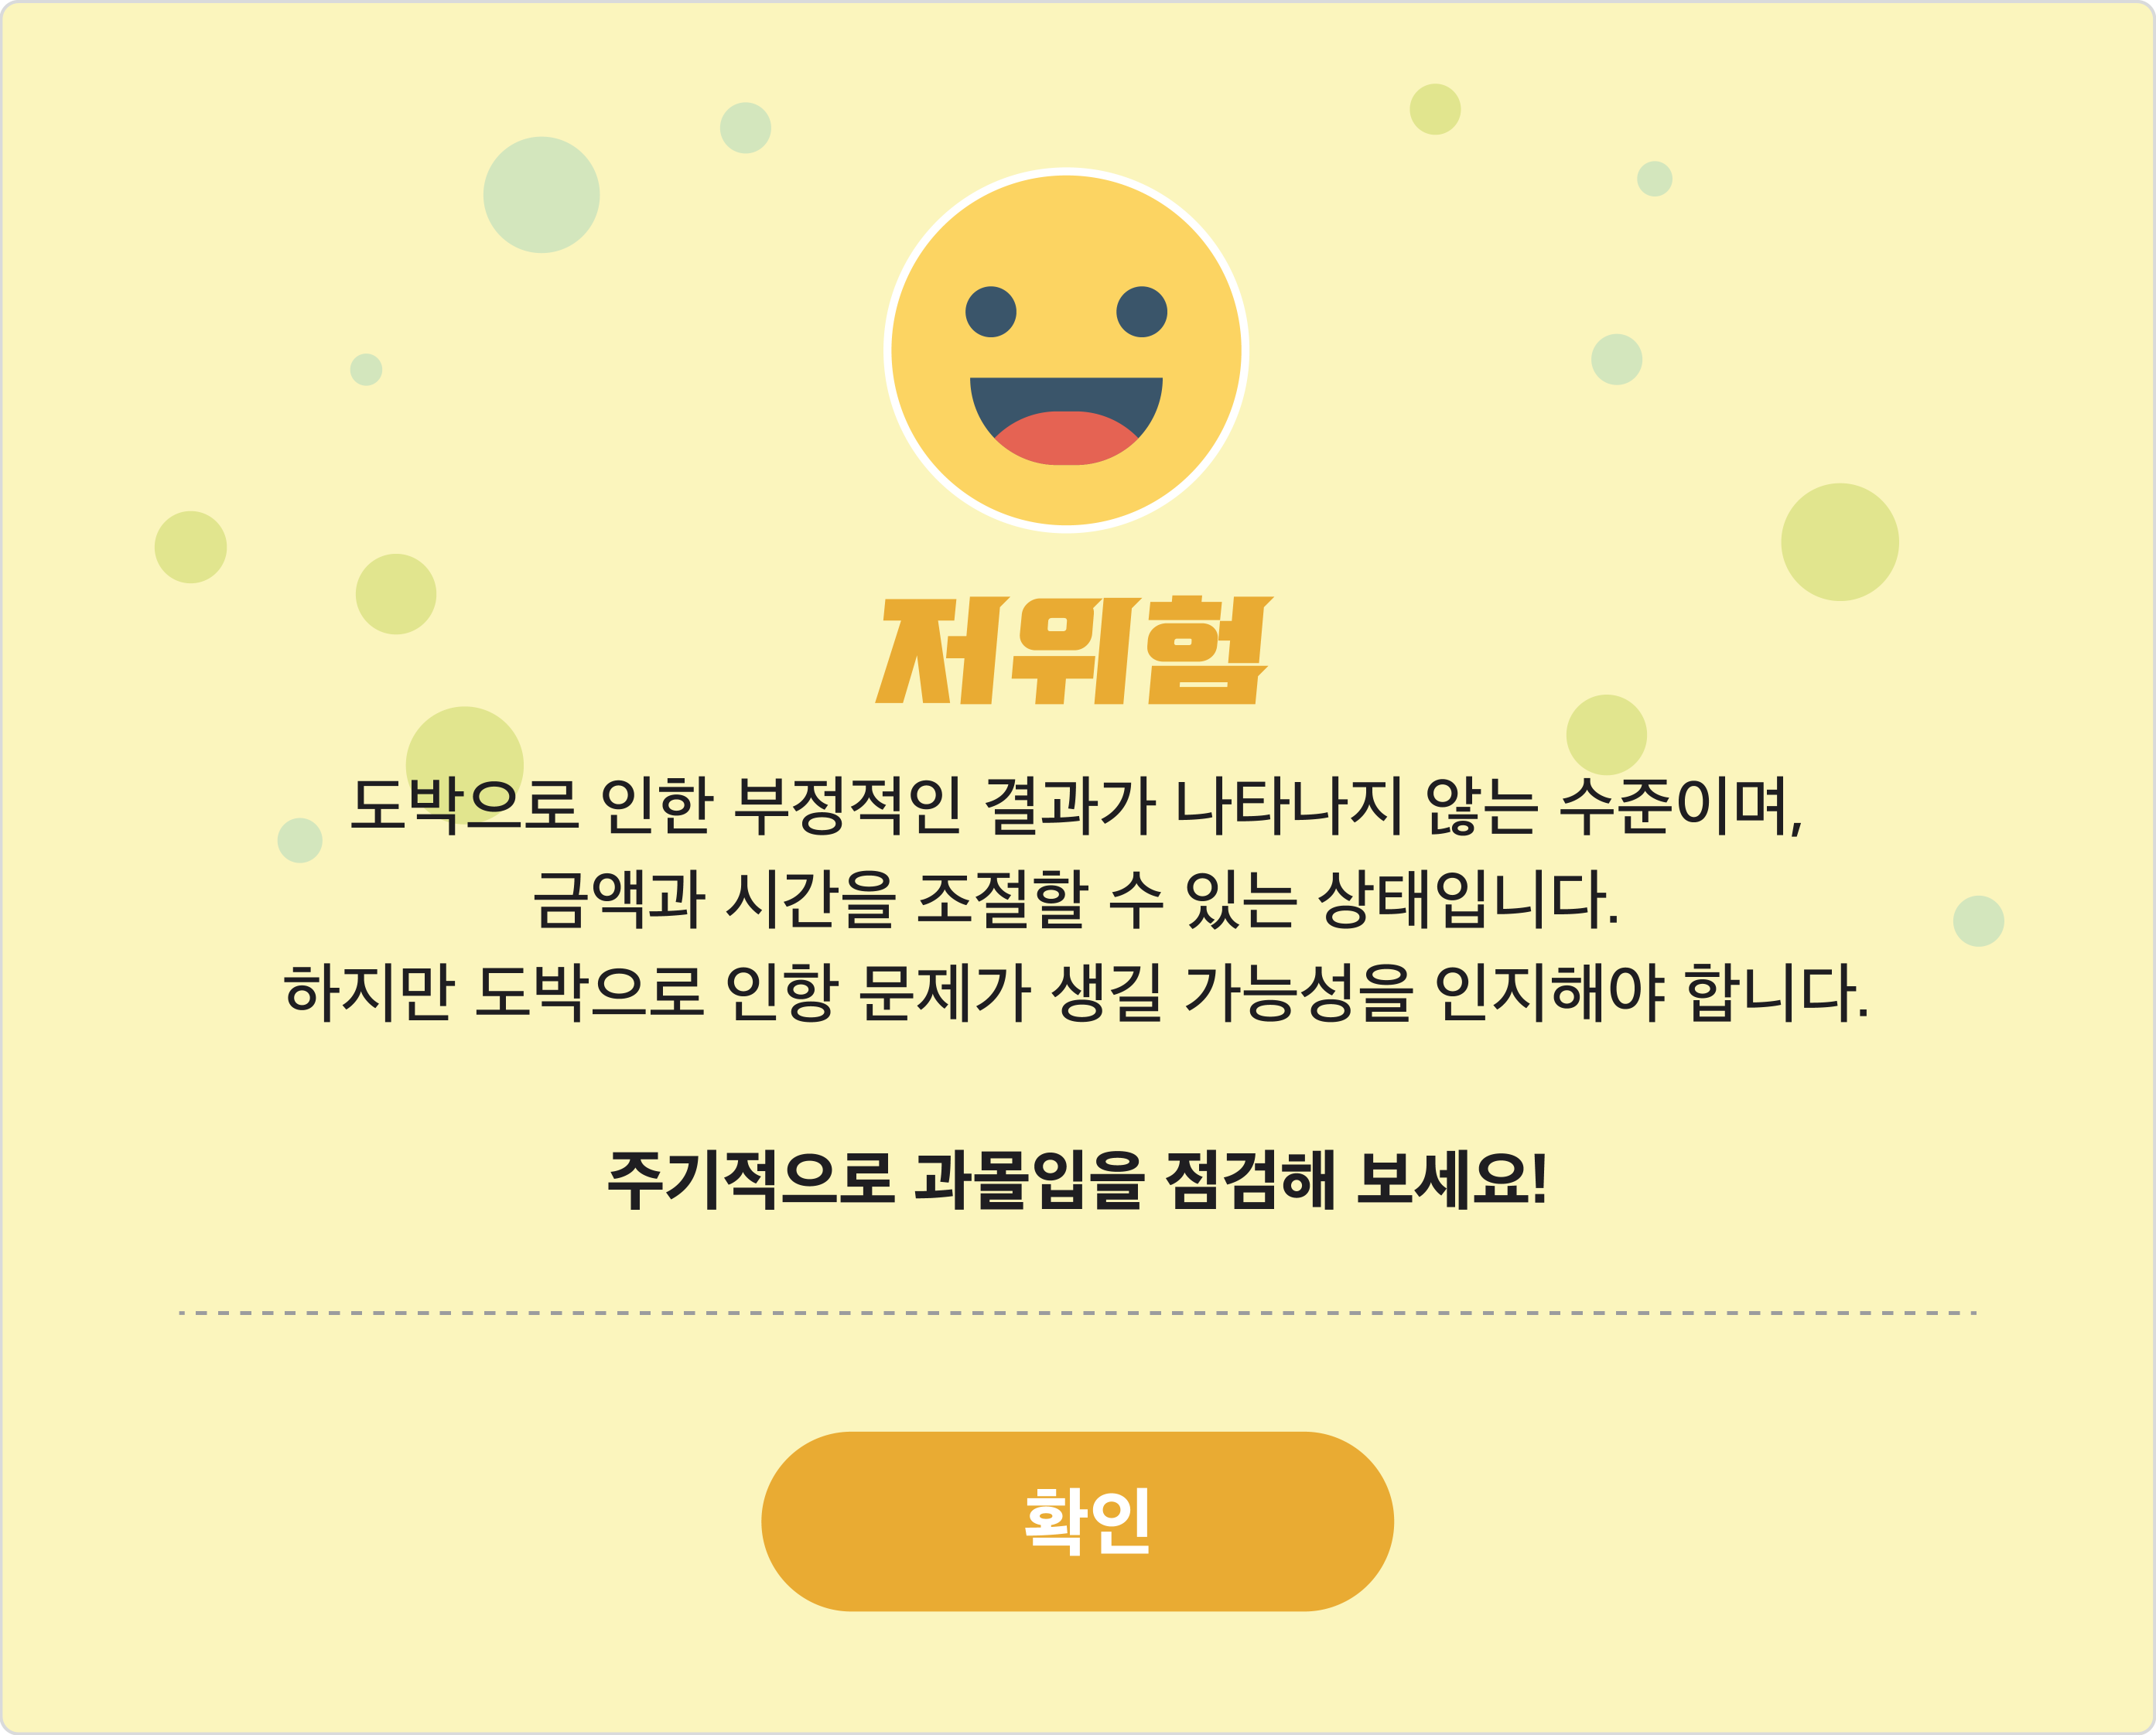 저위험
도박으로 인한 부정적인 결과가 나타나지 않는 수준이며,
금액과 시간을 조절할 수 있는 상태입니다.
하지만 도박으로 인항 문제가 생길 가능성을 인지해야 합니다.
주기적으로 과몰입을 점검해 보세요!
확인